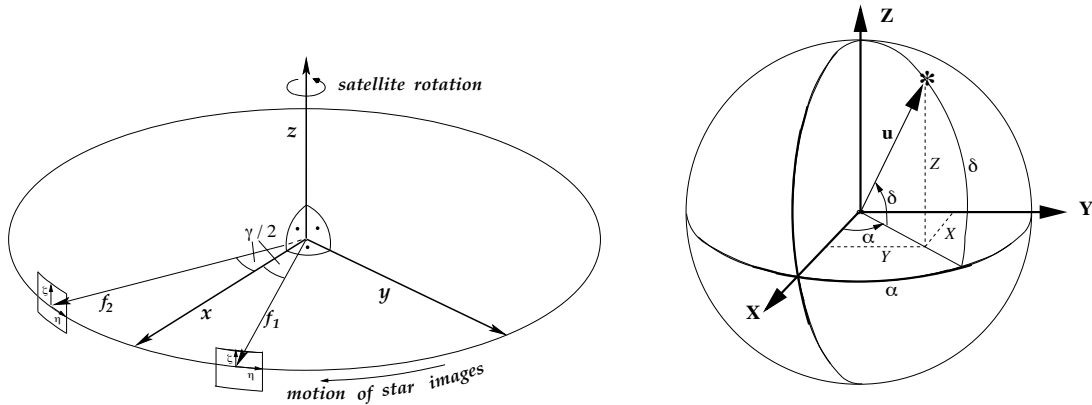 satellite rotation
z
γ / 2
f₂
x
f₁
y
ζ
η
ζ
η
motion of star images
Z
u
Z
δ
δ
Y
α
X
Y
X
α